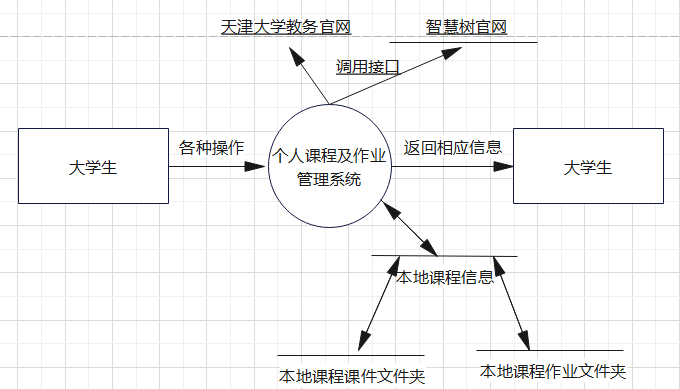 天津大学教务官网
智慧树官网
调用接口
大学生
各种操作
个人课程及作业
管理系统
返回相应信息
大学生
本地课程信息
本地课程课件文件夹
本地课程作业文件夹